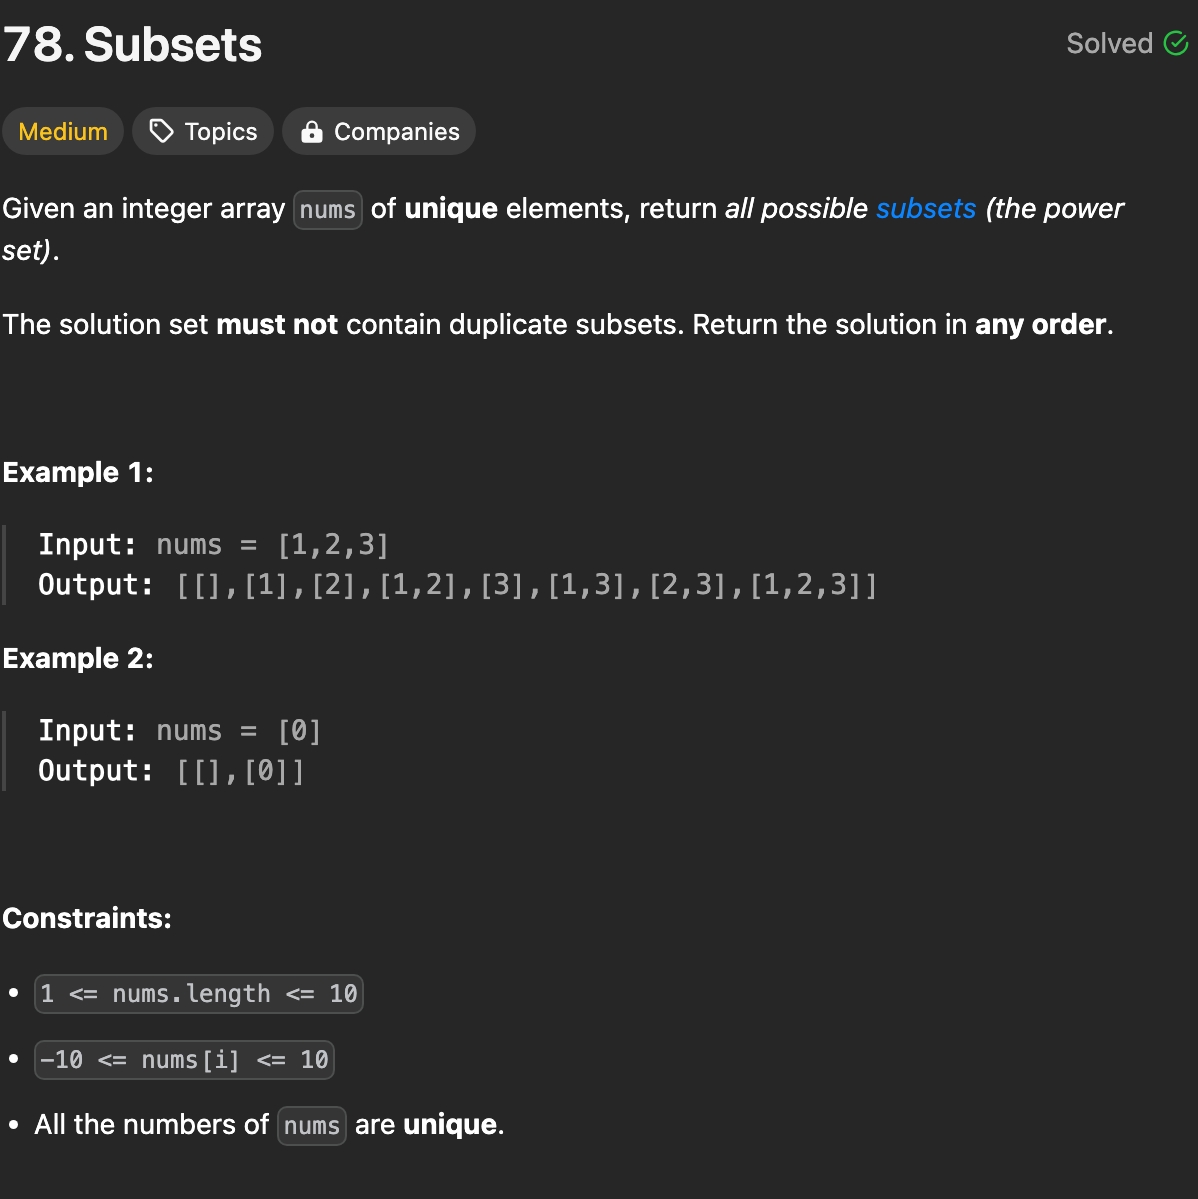 78. Subsets
Solved
Medium
Topics
Companies
Given an integer array nums of unique elements, return all possible subsets (the power
set).
The solution set must not contain duplicate subsets. Return the solution in any order.
Example 1:
Input: nums = [1,2,3]
Output: [[],[1],[2],[1,2],[3],[1,3],[2,3],[1,2,3]]
Example 2:
Input: nums = [0]
Output: [[],[0]]
Constraints:
• 1 <= nums.length <= 10
• -10 <= nums[i] <= 10
• All the numbers of nums are unique.